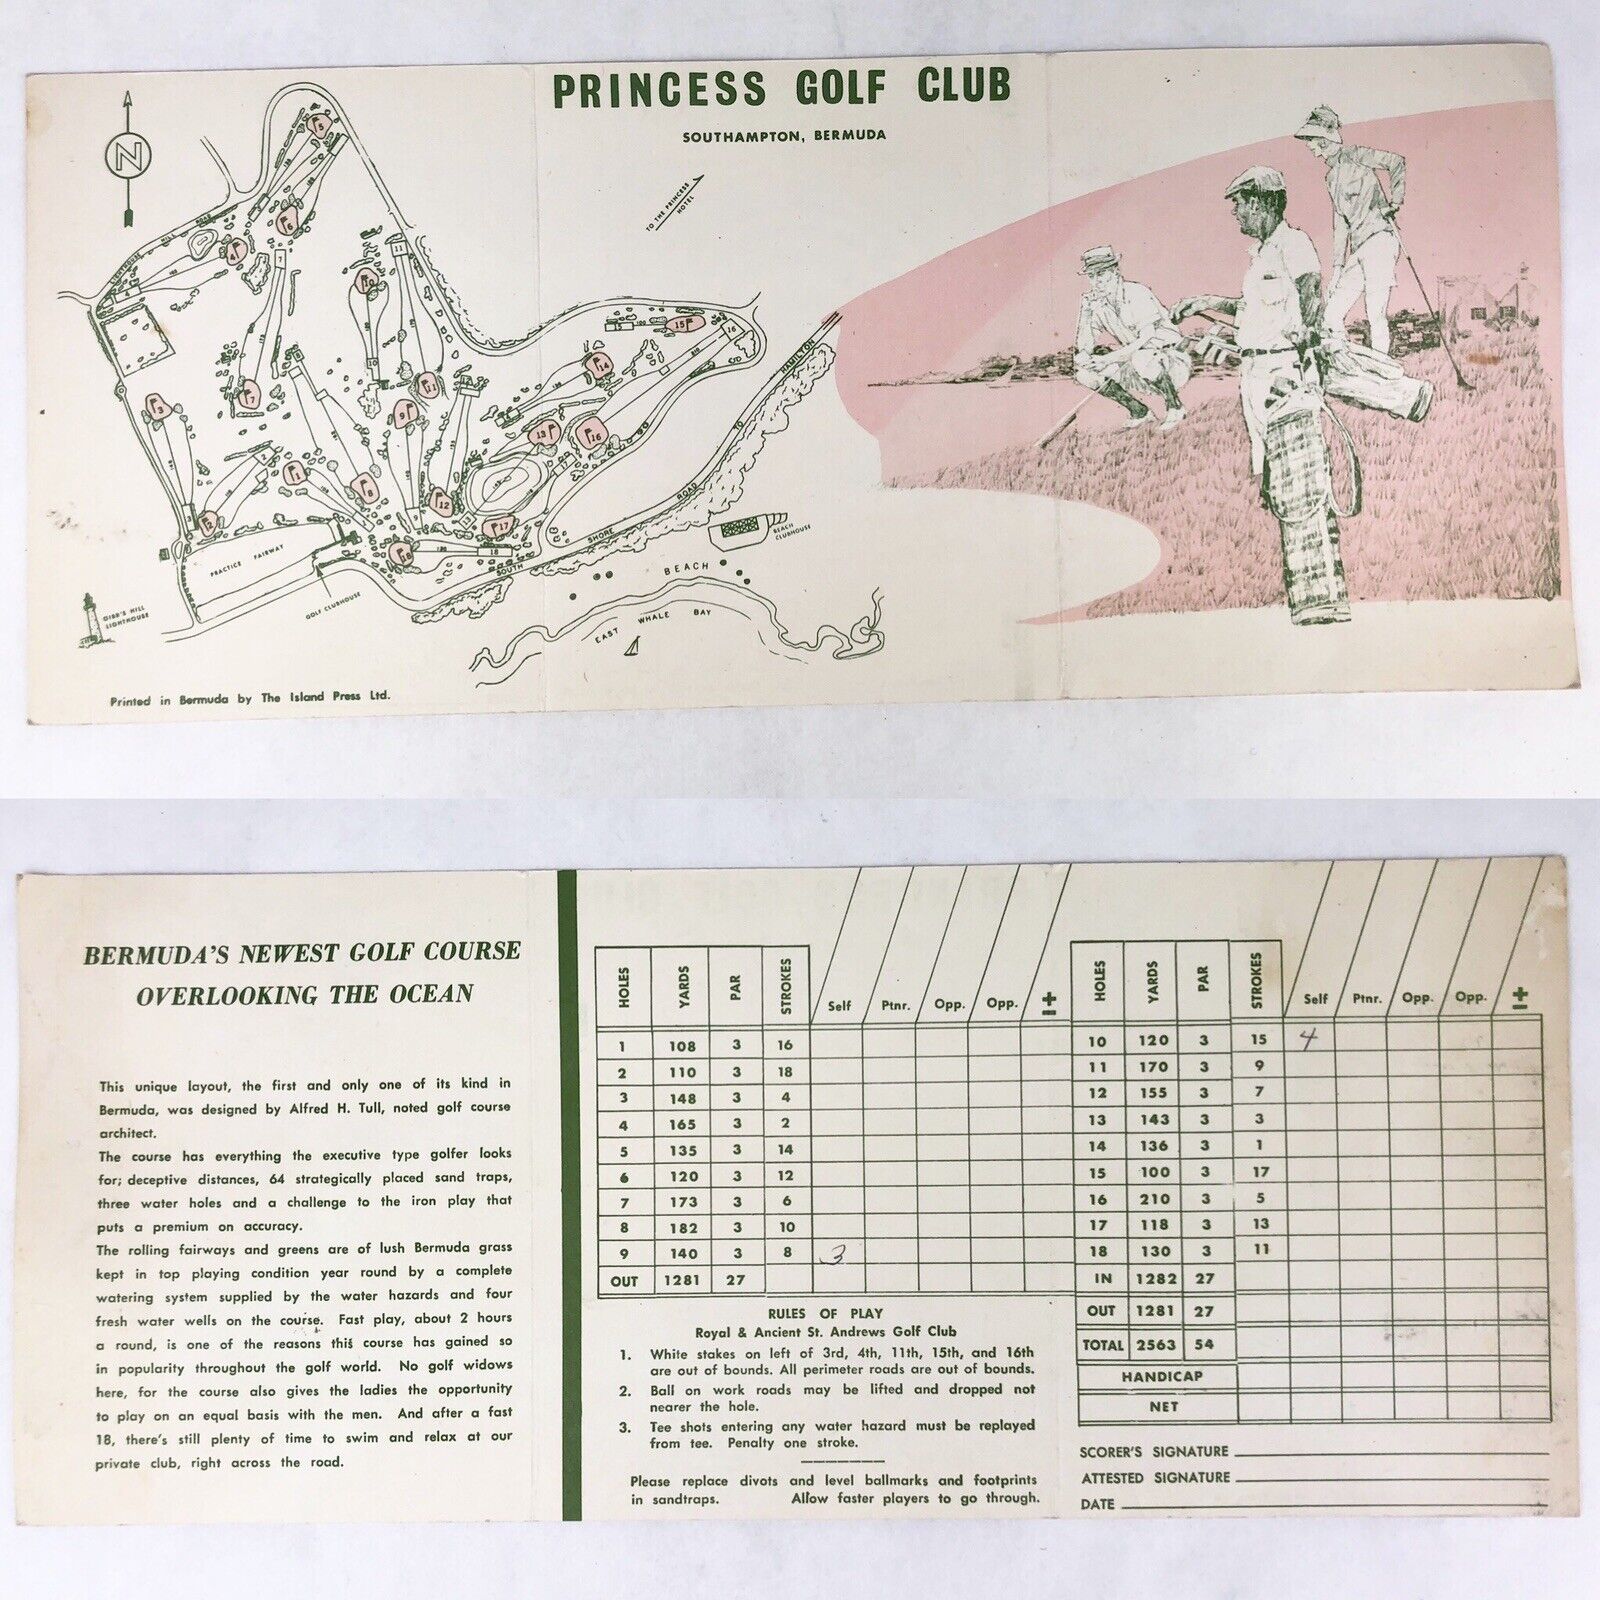 PRINCESS GOLF CLUB
SOUTHAMPTON, BERMUDA
N
TO THE PRINCESS
HOTEL
LIGHTHOUSE HILL ROAD
SOUTH SHORE ROAD TO HAMILTON
PRACTICE FAIRWAY
GOLF CLUBHOUSE
GIBB'S HILL
LIGHTHOUSE
BEACH
CLUBHOUSE
BEACH
EAST WHALE BAY
Printed in Bermuda by The Island Press Ltd.
BERMUDA'S NEWEST GOLF COURSE
OVERLOOKING THE OCEAN
This unique layout, the first and only one of its kind in
Bermuda, was designed by Alfred H. Tull, noted golf course
architect.
The course has everything the executive type golfer looks
for; deceptive distances, 64 strategically placed sand traps,
three water holes and a challenge to the iron play that
puts a premium on accuracy.
The rolling fairways and greens are of lush Bermuda grass
kept in top playing condition year round by a complete
watering system supplied by the water hazards and four
fresh water wells on the course. Fast play, about 2 hours
a round, is one of the reasons this course has gained so
in popularity throughout the golf world. No golf widows
here, for the course also gives the ladies the opportunity
to play on an equal basis with the men. And after a fast
18, there's still plenty of time to swim and relax at our
private club, right across the road.
HOLES YARDS PAR STROKES Self Ptnr. Opp. Opp. ±
1 108 3 16
2 110 3 18
3 148 3 4
4 165 3 2
5 135 3 14
6 120 3 12
7 173 3 6
8 182 3 10
9 140 3 8 3
OUT 1281 27
RULES OF PLAY
Royal & Ancient St. Andrews Golf Club
1. White stakes on left of 3rd, 4th, 11th, 15th, and 16th
are out of bounds. All perimeter roads are out of bounds.
2. Ball on work roads may be lifted and dropped not
nearer the hole.
3. Tee shots entering any water hazard must be replayed
from tee. Penalty one stroke.
Please replace divots and level ballmarks and footprints
in sandtraps. Allow faster players to go through.
HOLES YARDS PAR STROKES Self Ptnr. Opp. Opp. ±
10 120 3 15 4
11 170 3 9
12 155 3 7
13 143 3 3
14 136 3 1
15 100 3 17
16 210 3 5
17 118 3 13
18 130 3 11
IN 1282 27
OUT 1281 27
TOTAL 2563 54
HANDICAP
NET
SCORER'S SIGNATURE
ATTESTED SIGNATURE
DATE